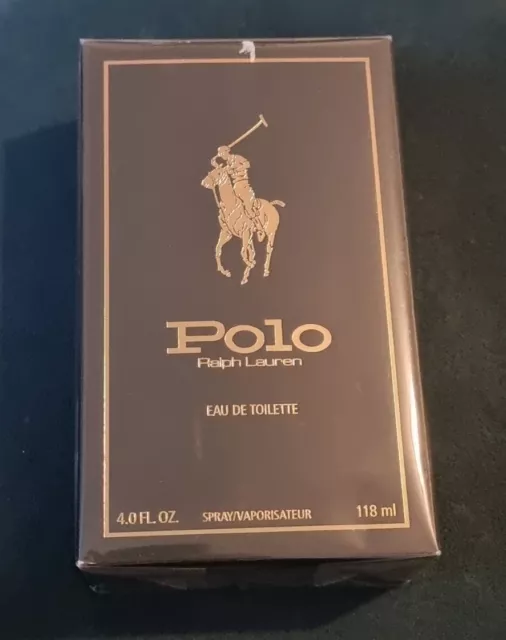 Polo
Ralph Lauren
EAU DE TOILETTE
4.0 FL. OZ. SPRAY/VAPORISATEUR 118 ml